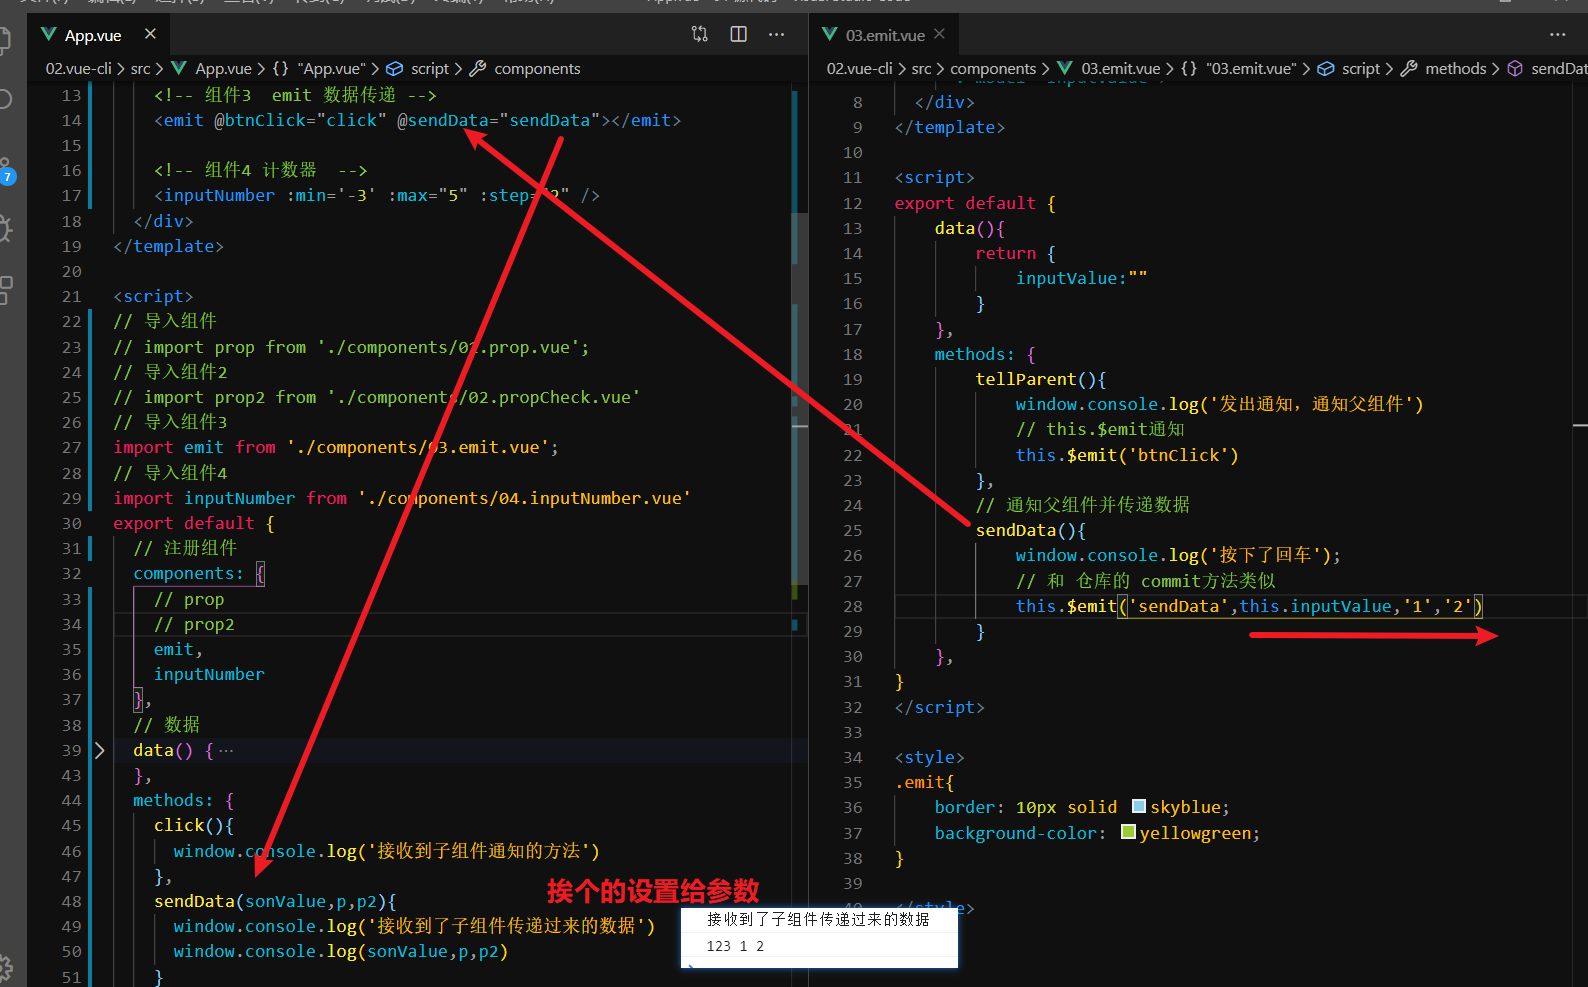 App.vue
02.vue-cli > src > App.vue > {} "App.vue" > script > components
13 <!-- 组件3  emit 数据传递 -->
14 <emit @btnClick="click" @sendData="sendData"></emit>
15
16 <!-- 组件4 计数器  -->
17 <inputNumber :min='-3' :max="5" :step="2" />
18 </div>
19 </template>
20
21 <script>
22 // 导入组件
23 // import prop from './components/01.prop.vue';
24 // 导入组件2
25 // import prop2 from './components/02.propCheck.vue'
26 // 导入组件3
27 import emit from './components/03.emit.vue';
28 // 导入组件4
29 import inputNumber from './components/04.inputNumber.vue'
30 export default {
31 // 注册组件
32 components: {
33 // prop
34 // prop2
35 emit,
36 inputNumber
37 },
38 // 数据
39 data() { ···
43 },
44 methods: {
45 click(){
46 window.console.log('接收到子组件通知的方法')
47 },
48 sendData(sonValue,p,p2){
49 window.console.log('接收到了子组件传递过来的数据')
50 window.console.log(sonValue,p,p2)
51 }
7
03.emit.vue
02.vue-cli > src > components > 03.emit.vue > {} "03.emit.vue" > script > methods > sendDat
8 </div>
9 </template>
10
11 <script>
12 export default {
13 data(){
14 return {
15 inputValue:""
16 }
17 },
18 methods: {
19 tellParent(){
20 window.console.log('发出通知，通知父组件')
21 // this.$emit通知
22 this.$emit('btnClick')
23 },
24 // 通知父组件并传递数据
25 sendData(){
26 window.console.log('按下了回车');
27 // 和 仓库的 commit方法类似
28 this.$emit('sendData',this.inputValue,'1','2')
29 }
30 },
31 }
32 </script>
33
34 <style>
35 .emit{
36 border: 10px solid skyblue;
37 background-color: yellowgreen;
38 }
39
</style>
挨个的设置给参数
接收到了子组件传递过来的数据
123 1 2